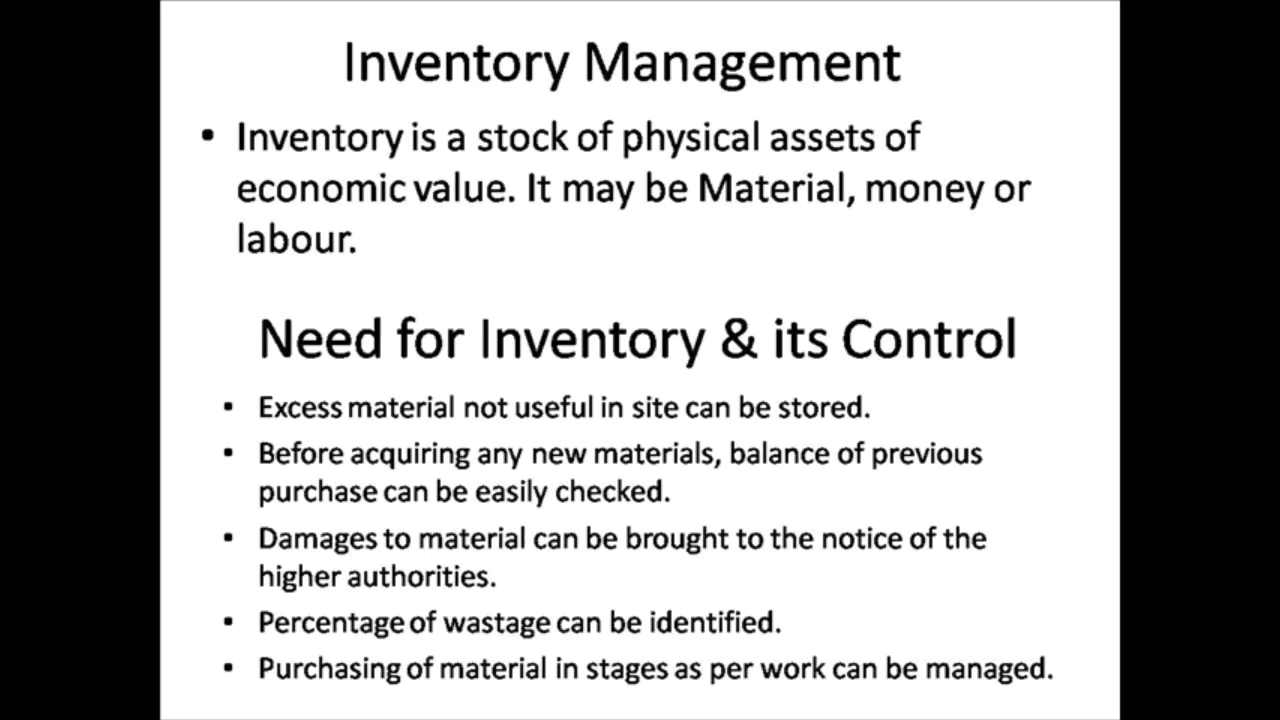 Inventory Management
• Inventory is a stock of physical assets of
economic value. It may be Material, money or
labour.
Need for Inventory & its Control
• Excess material not useful in site can be stored.
• Before acquiring any new materials, balance of previous
purchase can be easily checked.
• Damages to material can be brought to the notice of the
higher authorities.
• Percentage of wastage can be identified.
• Purchasing of material in stages as per work can be managed.